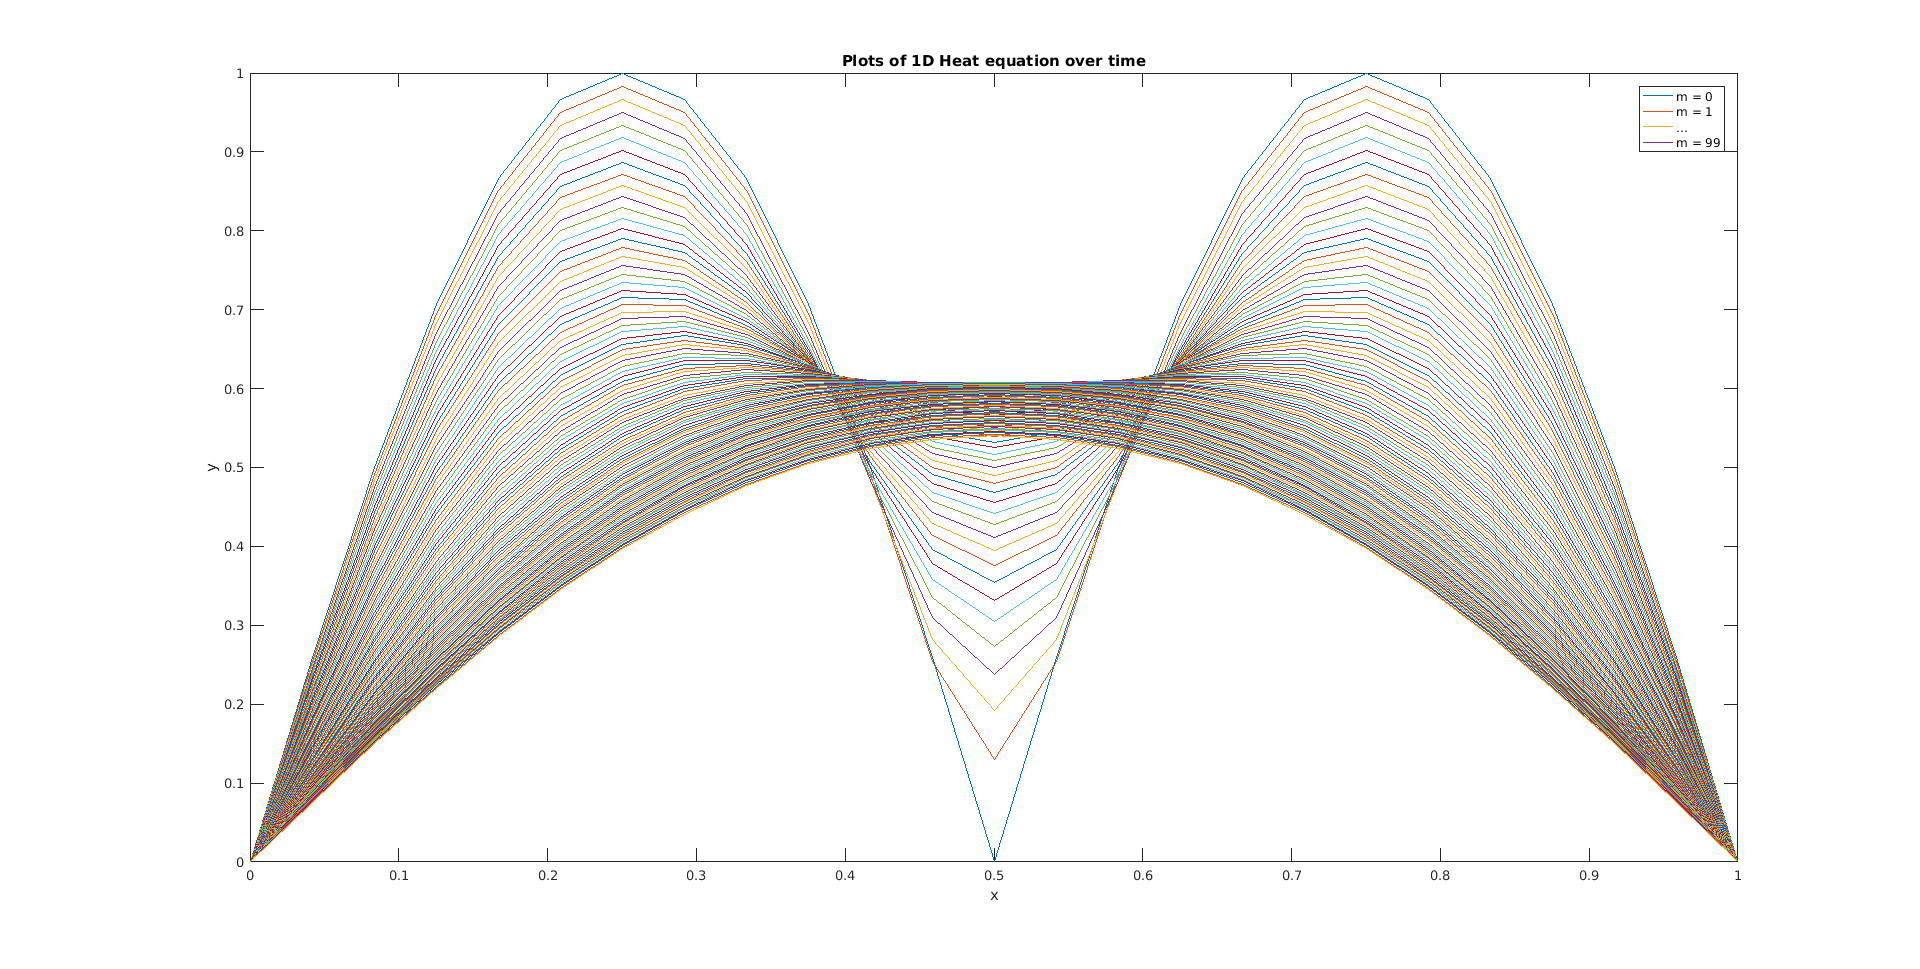 Plots of 1D Heat equation over time
m = 0
m = 1
...
m = 99
1
0.9
0.8
0.7
0.6
0.5
0.4
0.3
0.2
0.1
0
y
0 0.1 0.2 0.3 0.4 0.5 0.6 0.7 0.8 0.9 1
x